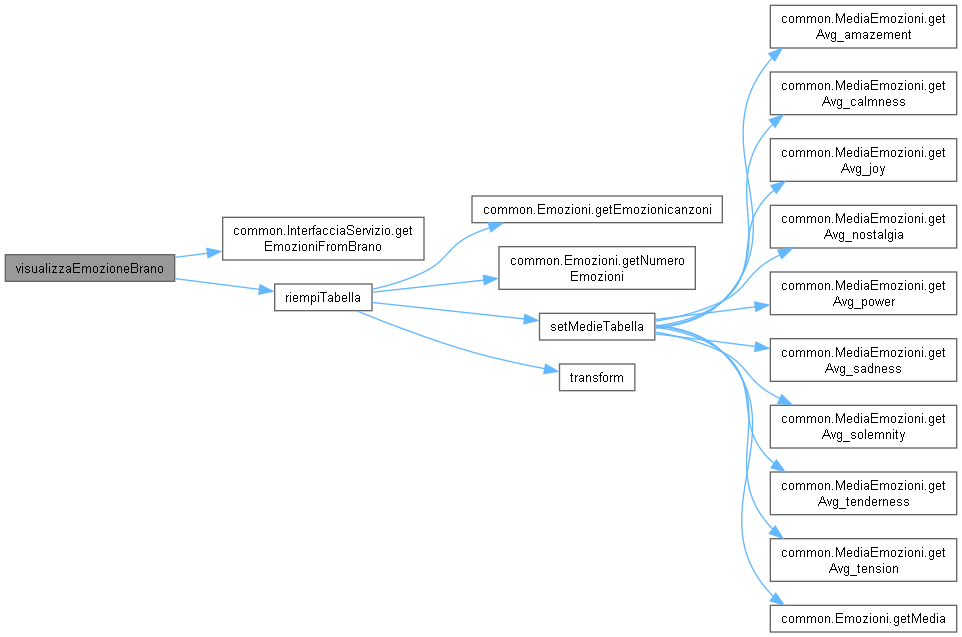 visualizzaEmozioneBrano
common.InterfacciaServizio.get
EmozioniFromBrano
riempiTabella
common.Emozioni.getEmozionicanzoni
common.Emozioni.getNumero
Emozioni
setMedieTabella
transform
common.MediaEmozioni.get
Avg_amazement
common.MediaEmozioni.get
Avg_calmness
common.MediaEmozioni.get
Avg_joy
common.MediaEmozioni.get
Avg_nostalgia
common.MediaEmozioni.get
Avg_power
common.MediaEmozioni.get
Avg_sadness
common.MediaEmozioni.get
Avg_solemnity
common.MediaEmozioni.get
Avg_tenderness
common.MediaEmozioni.get
Avg_tension
common.Emozioni.getMedia